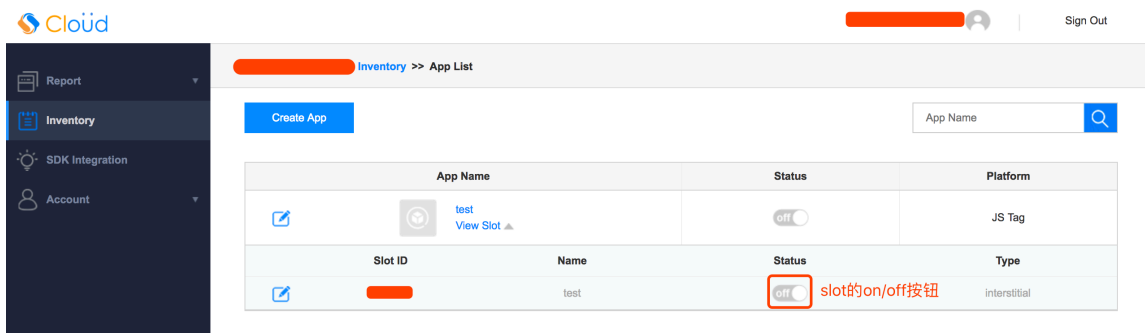 Cloüd
Sign Out
Report
Inventory
SDK Integration
Account
Inventory >> App List
Create App
App Name
App Name Status Platform
test
View Slot
off
JS Tag
Slot ID Name Status Type
test off slot的on/off按钮 interstitial